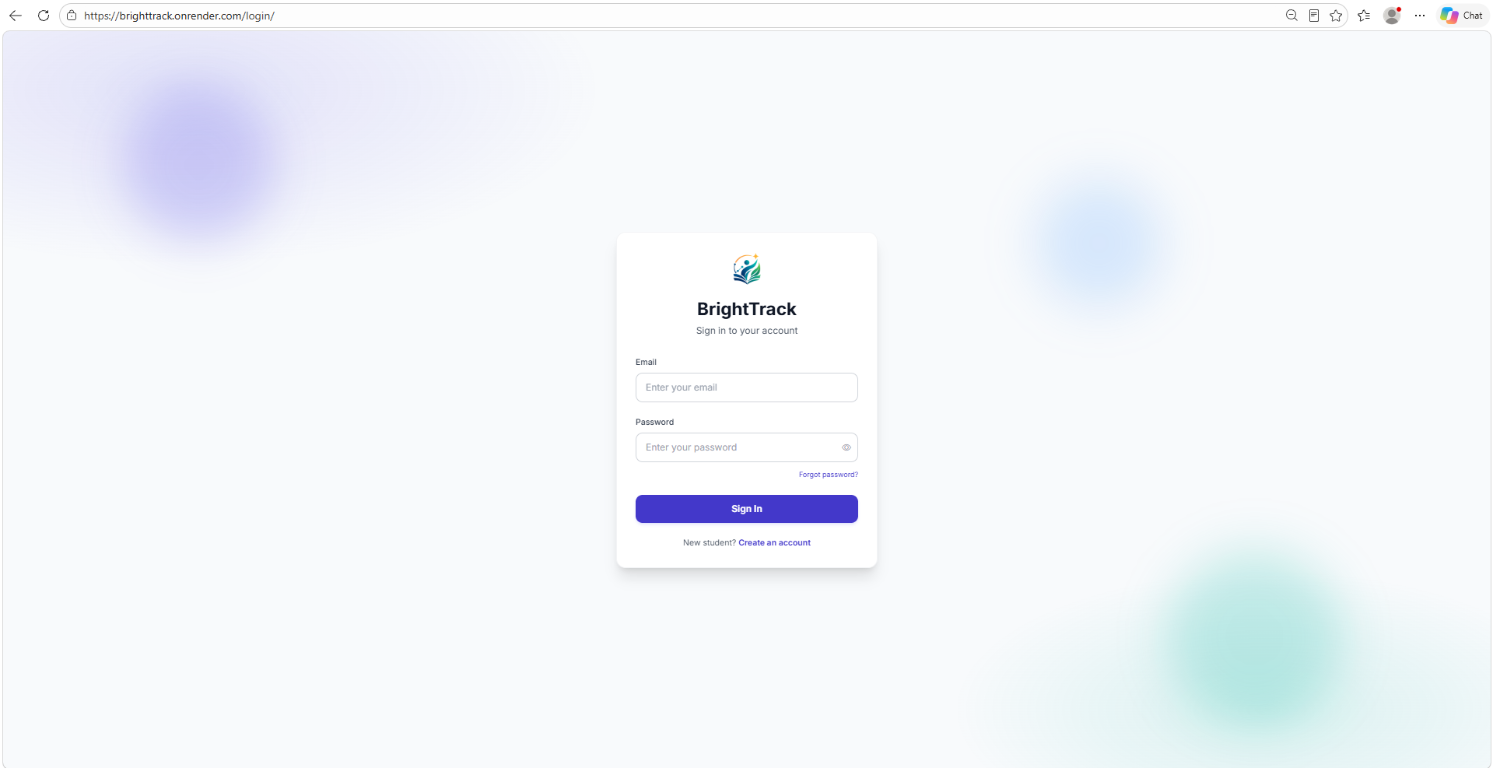 https://brighttrack.onrender.com/login/
Chat
BrightTrack
Sign in to your account
Email
Enter your email
Password
Enter your password
Forgot password?
Sign In
New student? Create an account